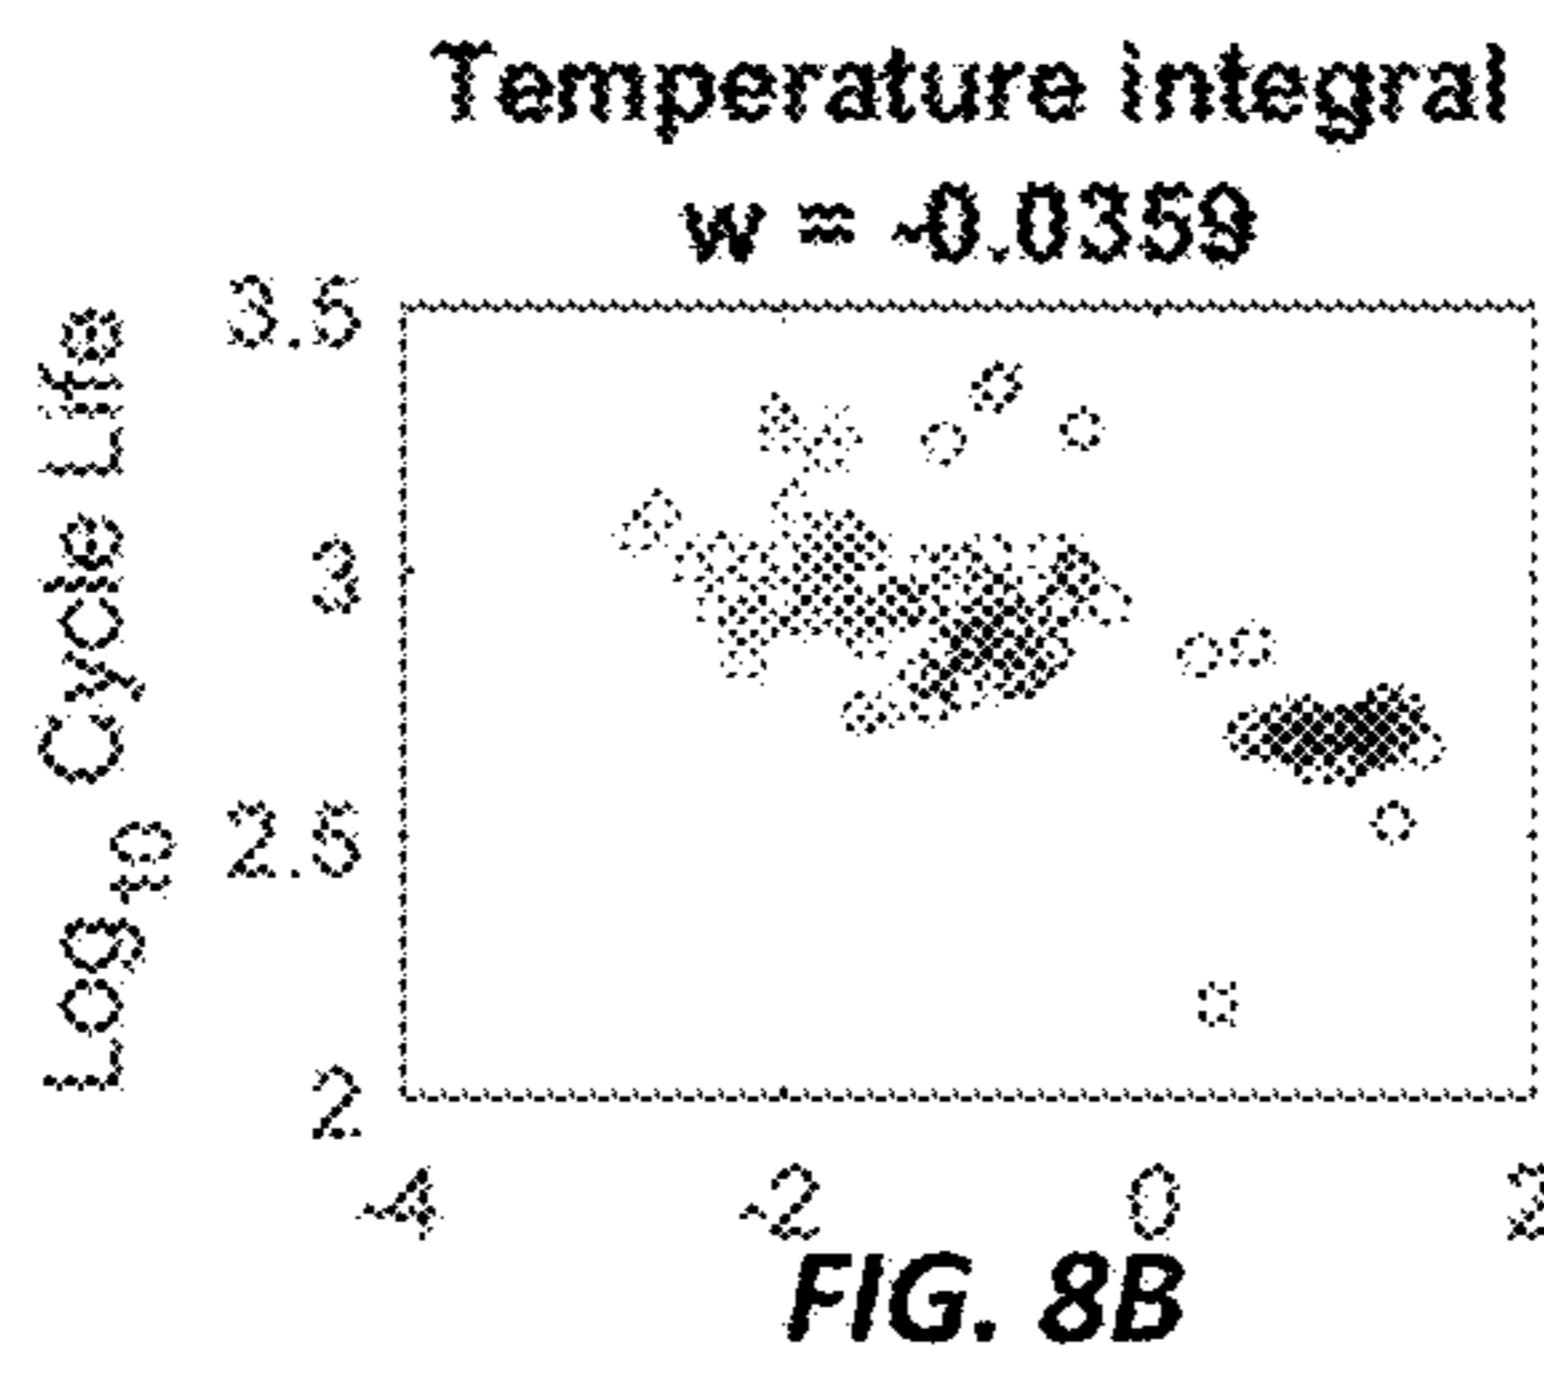 Temperature integral
w = -0.0359
Log10 Cycle Life
3.5
3
2.5
2
-4 -2 0 2
FIG. 8B